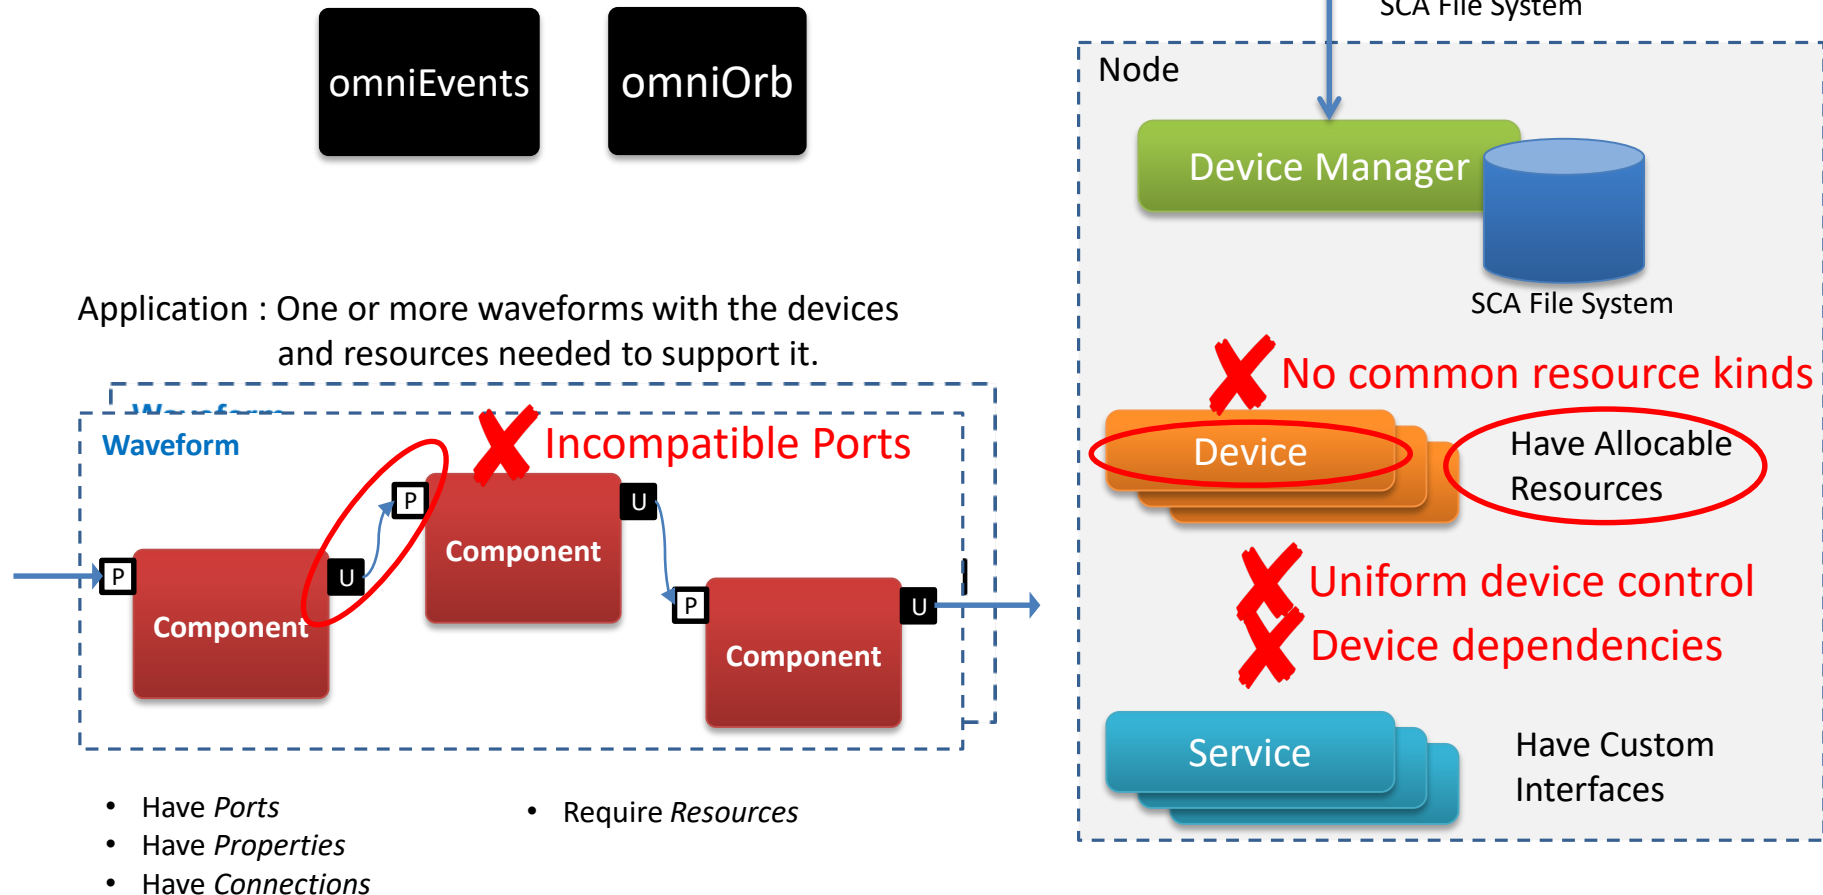 SCA File System
omniEvents
omniOrb
Node
Device Manager
SCA File System
Application : One or more waveforms with the devices
and resources needed to support it.
Waveform
Waveform
Incompatible Ports
P
U
P
U
P
U
Component
Component
Component
• Have Ports
• Have Properties
• Have Connections
• Require Resources
No common resource kinds
Device
Have Allocable
Resources
Uniform device control
Device dependencies
Service
Have Custom
Interfaces